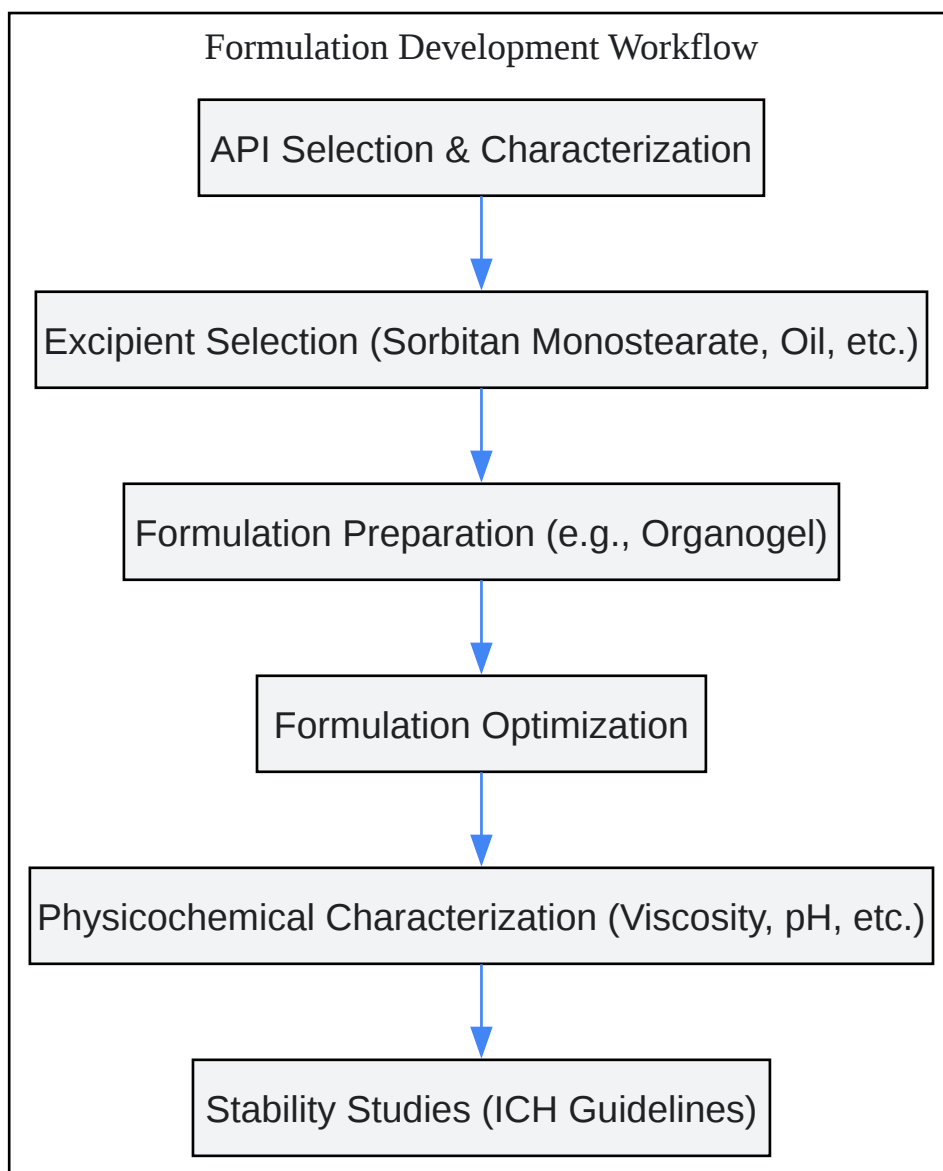 Formulation Development Workflow
API Selection & Characterization
Excipient Selection (Sorbitan Monostearate, Oil, etc.)
Formulation Preparation (e.g., Organogel)
Formulation Optimization
Physicochemical Characterization (Viscosity, pH, etc.)
Stability Studies (ICH Guidelines)